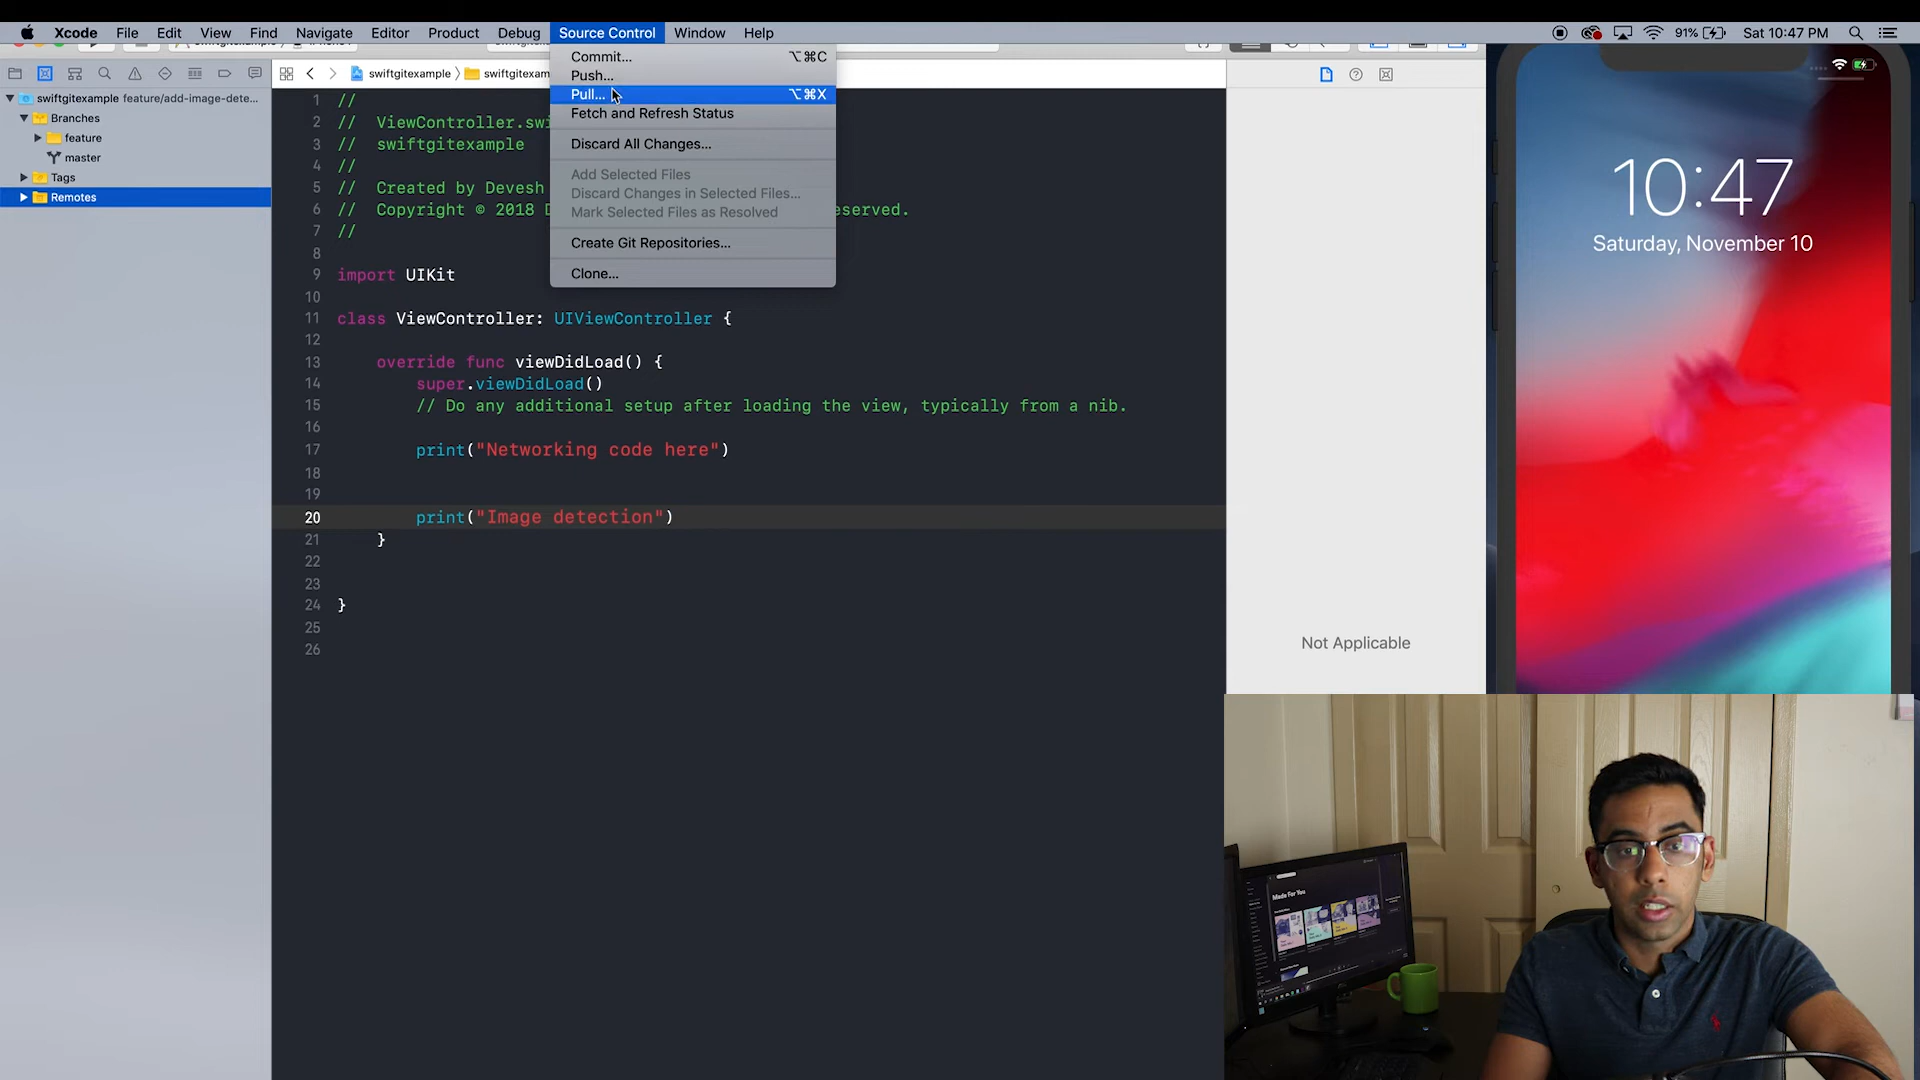 Xcode File Edit View Find Navigate Editor Product Debug Source Control Window Help
91% Sat 10:47 PM
swiftgitexample feature/add-image-dete...
Branches
feature
master
Tags
Remotes
swiftgitexample
swiftgitexam
Commit... ⌥⌘C
Push...
Pull... ⌥⌘X
Fetch and Refresh Status
Discard All Changes...
Add Selected Files
Discard Changes in Selected Files...
Mark Selected Files as Resolved
Create Git Repositories...
Clone...
1 //
2 // ViewController.swi
3 // swiftgitexample
4 //
5 // Created by Devesh
6 // Copyright © 2018 D eserved.
7 //
8
9 import UIKit
10
11 class ViewController: UIViewController {
12
13 override func viewDidLoad() {
14 super.viewDidLoad()
15 // Do any additional setup after loading the view, typically from a nib.
16
17 print("Networking code here")
18
19
20 print("Image detection")
21 }
22
23
24 }
25
26
Not Applicable
10:47
Saturday, November 10
Made For You